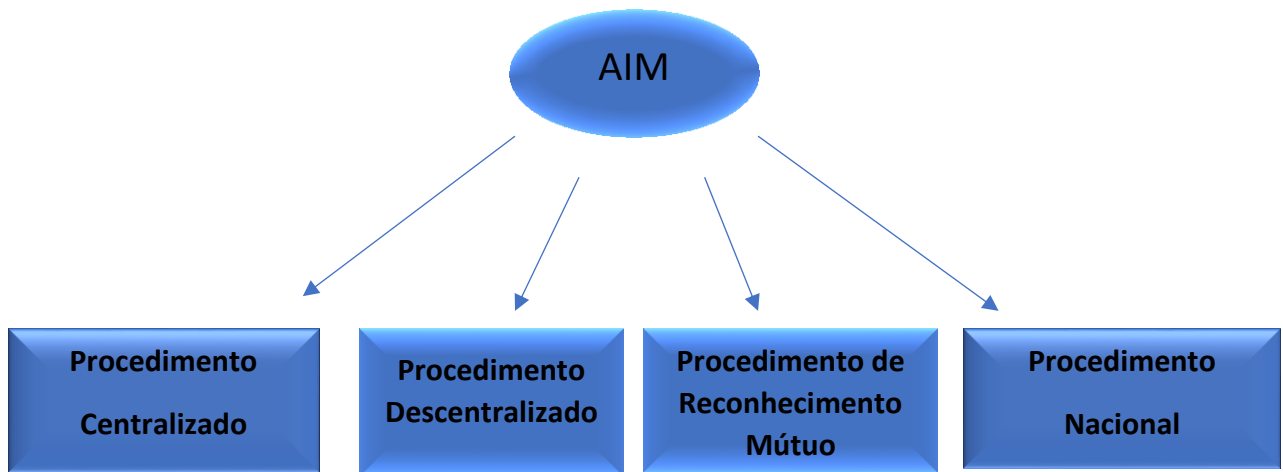 AIM
Procedimento
Centralizado
Procedimento
Descentralizado
Procedimento de
Reconhecimento
Mútuo
Procedimento
Nacional